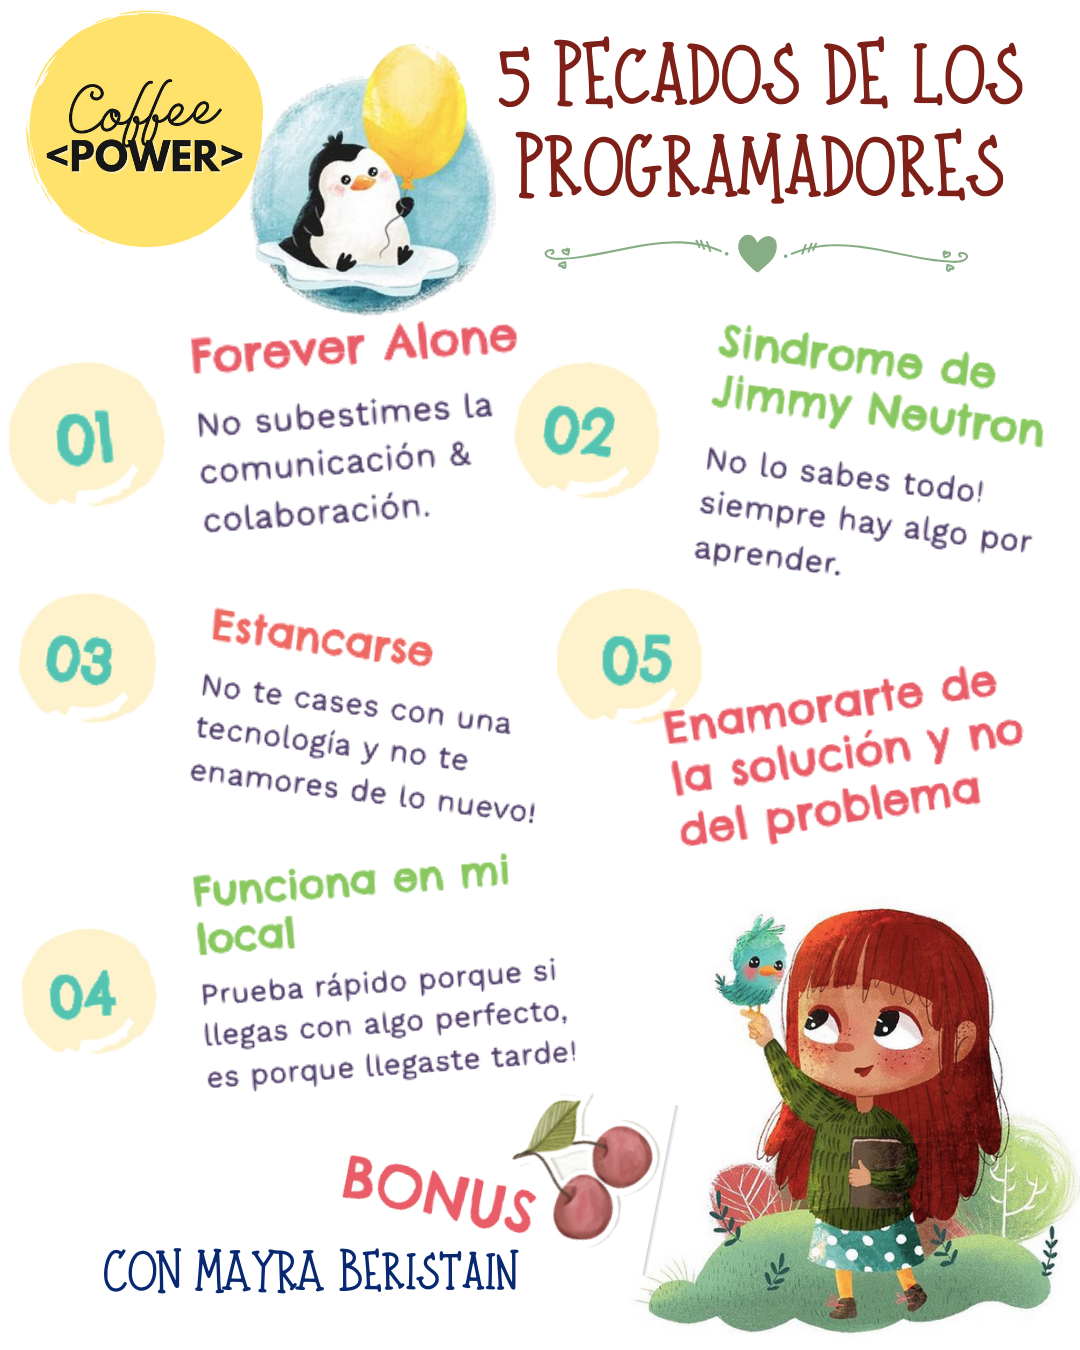 Coffee
<POWER>
5 PECADOS DE LOS
PROGRAMADORES
01
Forever Alone
No subestimes la
comunicación &
colaboración.
02
Sindrome de
Jimmy Neutron
No lo sabes todo!
siempre hay algo por
aprender.
03
Estancarse
No te cases con una
tecnología y no te
enamores de lo nuevo!
05
Enamorarte de
la solución y no
del problema
04
Funciona en mi
local
Prueba rápido porque si
llegas con algo perfecto,
es porque llegaste tarde!
BONUS
CON MAYRA BERISTAIN